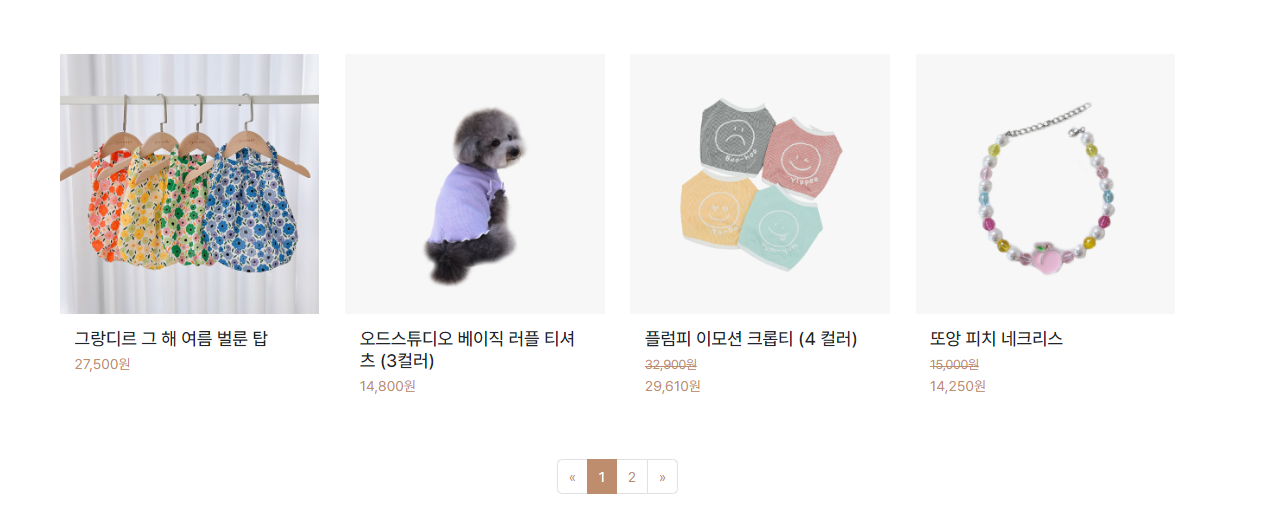 그랑디르 그 해 여름 벌룬 탑
27,500원
오드스튜디오 베이직 러플 티셔
츠 (3컬러)
14,800원
Boo-hoo
Yippee
플럼피 이모션 크롭티 (4 컬러)
32,900원
29,610원
또앙 피치 네크리스
15,000원
14,250원
« 1 2 »